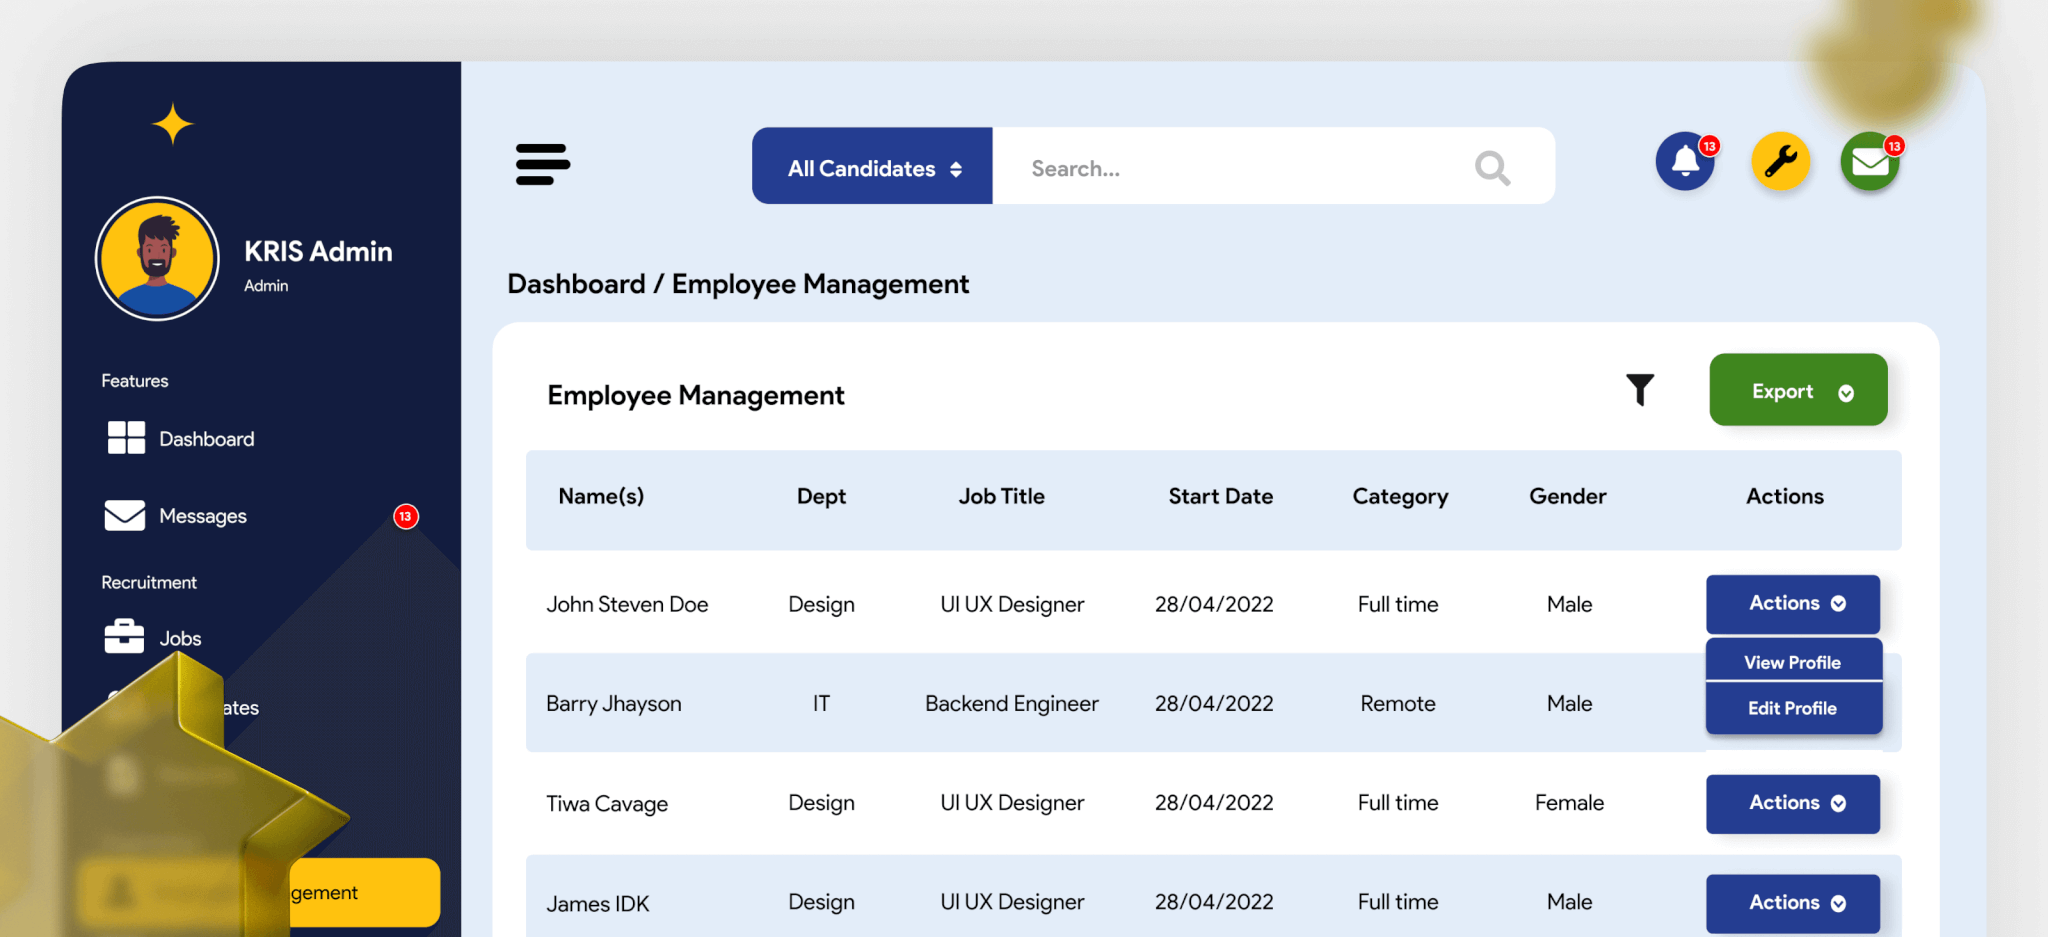 KRIS Admin
Admin
Features
Dashboard
Messages
13
Recruitment
Jobs
All Candidates
Search...
13
13
Dashboard / Employee Management
Employee Management
Export
Name(s) Dept Job Title Start Date Category Gender Actions
John Steven Doe Design UI UX Designer 28/04/2022 Full time Male Actions
View Profile
Barry Jhayson IT Backend Engineer 28/04/2022 Remote Male Edit Profile
Tiwa Cavage Design UI UX Designer 28/04/2022 Full time Female Actions
James IDK Design UI UX Designer 28/04/2022 Full time Male Actions